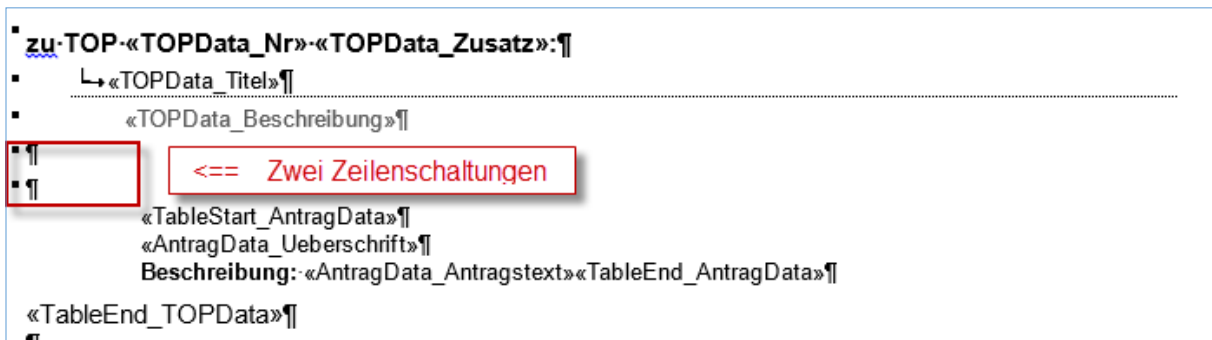 zu·TOP·«TOPData_Nr»·«TOPData_Zusatz»:¶
«TOPData_Titel»¶
«TOPData_Beschreibung»¶
¶
<== Zwei Zeilenschaltungen
¶
«TableStart_AntragData»¶
«AntragData_Ueberschrift»¶
Beschreibung:·«AntragData_Antragstext»«TableEnd_AntragData»¶
«TableEnd_TOPData»¶
¶